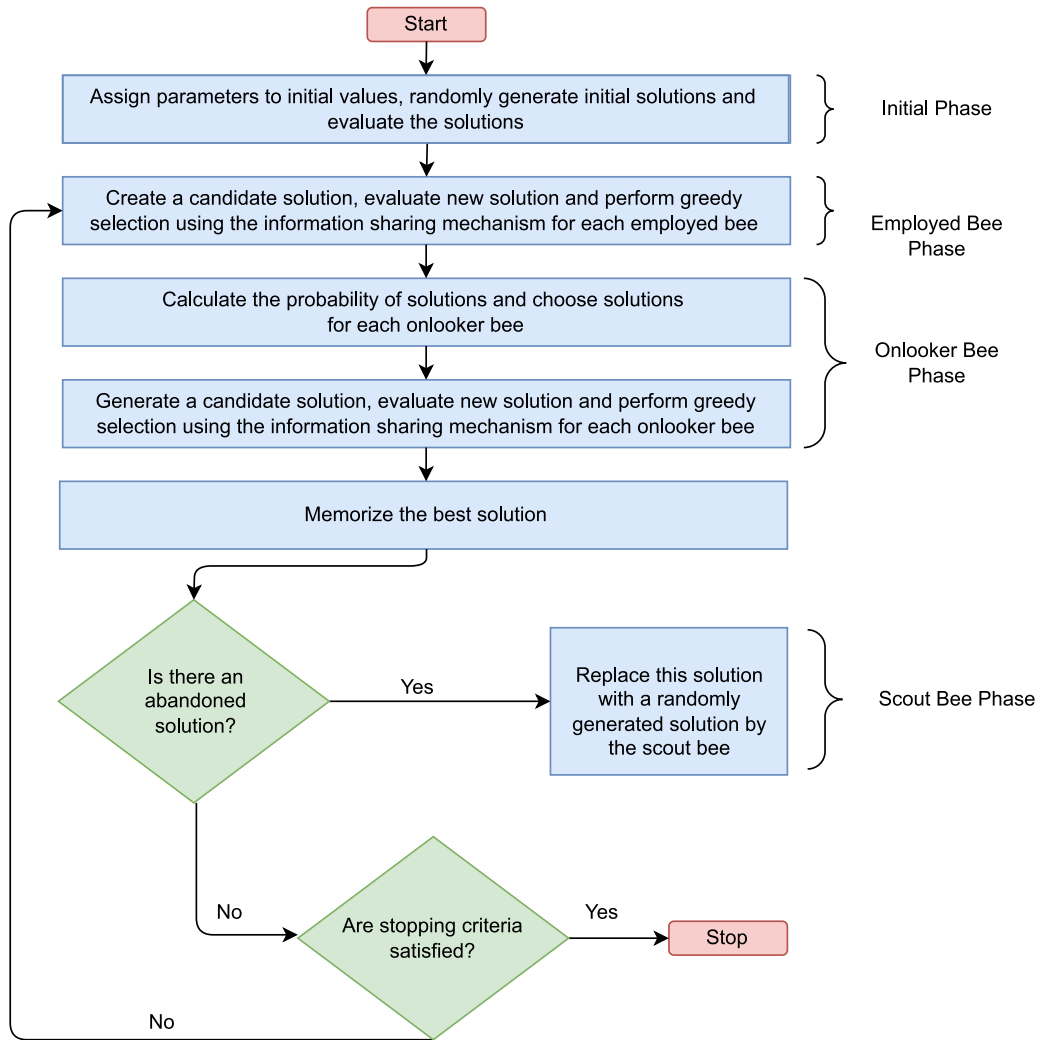 Start
Assign parameters to initial values, randomly generate initial solutions and
evaluate the solutions
Initial Phase
Create a candidate solution, evaluate new solution and perform greedy
selection using the information sharing mechanism for each employed bee
Employed Bee
Phase
Calculate the probability of solutions and choose solutions
for each onlooker bee
Onlooker Bee
Phase
Generate a candidate solution, evaluate new solution and perform greedy
selection using the information sharing mechanism for each onlooker bee
Memorize the best solution
Is there an
abandoned
solution?
Yes
Replace this solution
with a randomly
generated solution by
the scout bee
Scout Bee Phase
No
Are stopping criteria
satisfied?
Yes
Stop
No